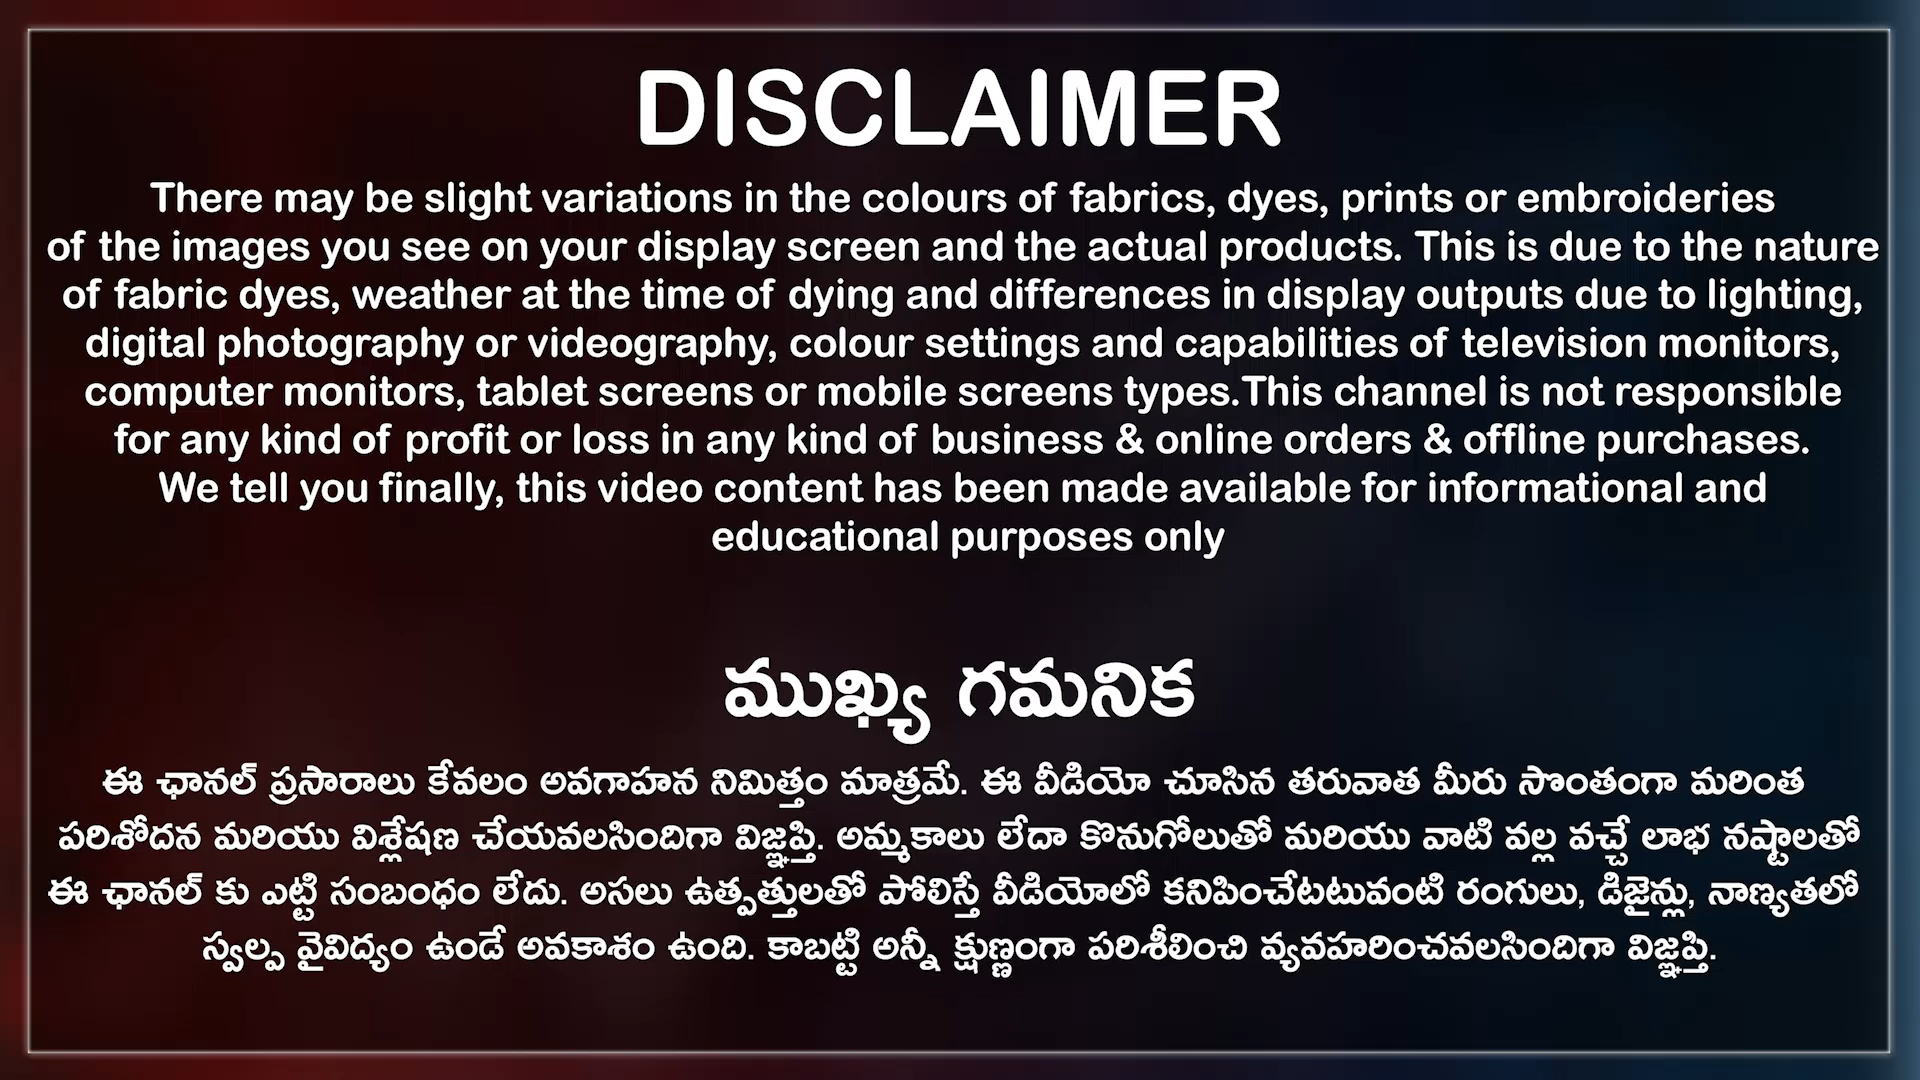 DISCLAIMER
There may be slight variations in the colours of fabrics, dyes, prints or embroideries
of the images you see on your display screen and the actual products. This is due to the nature
of fabric dyes, weather at the time of dying and differences in display outputs due to lighting,
digital photography or videography, colour settings and capabilities of television monitors,
computer monitors, tablet screens or mobile screens types.This channel is not responsible
for any kind of profit or loss in any kind of business & online orders & offline purchases.
We tell you finally, this video content has been made available for informational and
educational purposes only
ముఖ్య గమనిక
ఈ ఛానల్ ప్రసారాలు కేవలం అవగాహన నిమిత్తం మాత్రమే. ఈ వీడియో చూసిన తరువాత మీరు సొంతంగా మరింత
పరిశోదన మరియు విశ్లేషణ చేయవలసిందిగా విజ్ఞప్తి. అమ్మకాలు లేదా కొనుగోలుతో మరియు వాటి వల్ల వచ్చే లాభ నష్టాలతో
ఈ ఛానల్ కు ఎట్టి సంబంధం లేదు. అసలు ఉత్పత్తులతో పోలిస్తే వీడియోలో కనిపించేటటువంటి రంగులు, డిజైన్లు, నాణ్యతలో
స్వల్ప వైవిద్యం ఉండే అవకాశం ఉంది. కాబట్టి అన్నీ క్షుణ్ణంగా పరిశీలించి వ్యవహరించవలసిందిగా విజ్ఞప్తి.